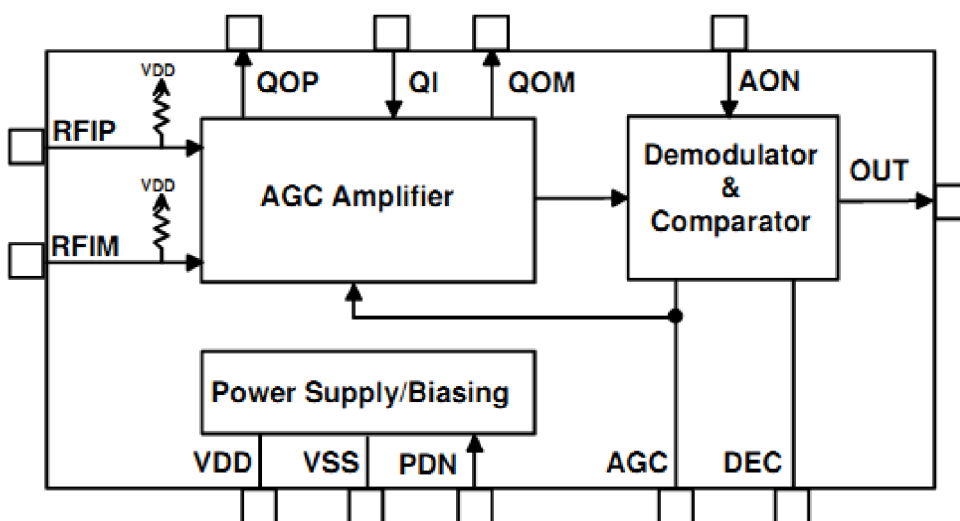 QOP
QI
QOM
AON
VDD
RFIP
AGC Amplifier
Demodulator
&
Comparator
OUT
VDD
RFIM
Power Supply/Biasing
VDD
VSS
PDN
AGC
DEC